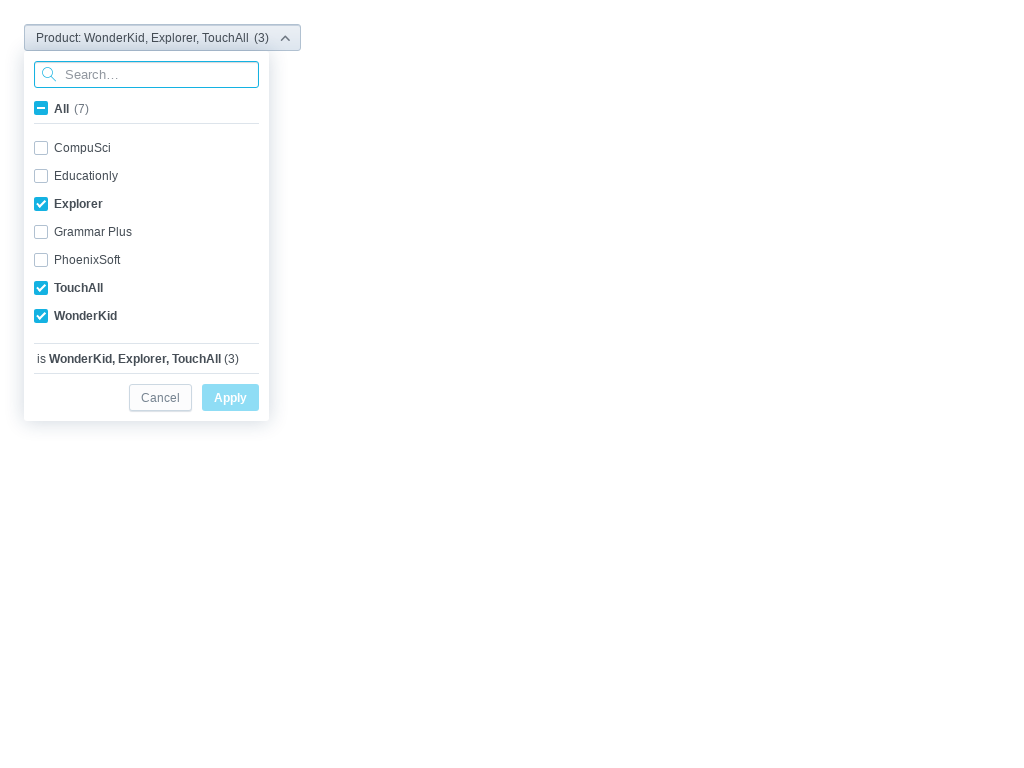 Product: WonderKid, Explorer, TouchAll (3)
Search…
All (7)
CompuSci
Educationly
Explorer
Grammar Plus
PhoenixSoft
TouchAll
WonderKid
is WonderKid, Explorer, TouchAll (3)
Cancel Apply